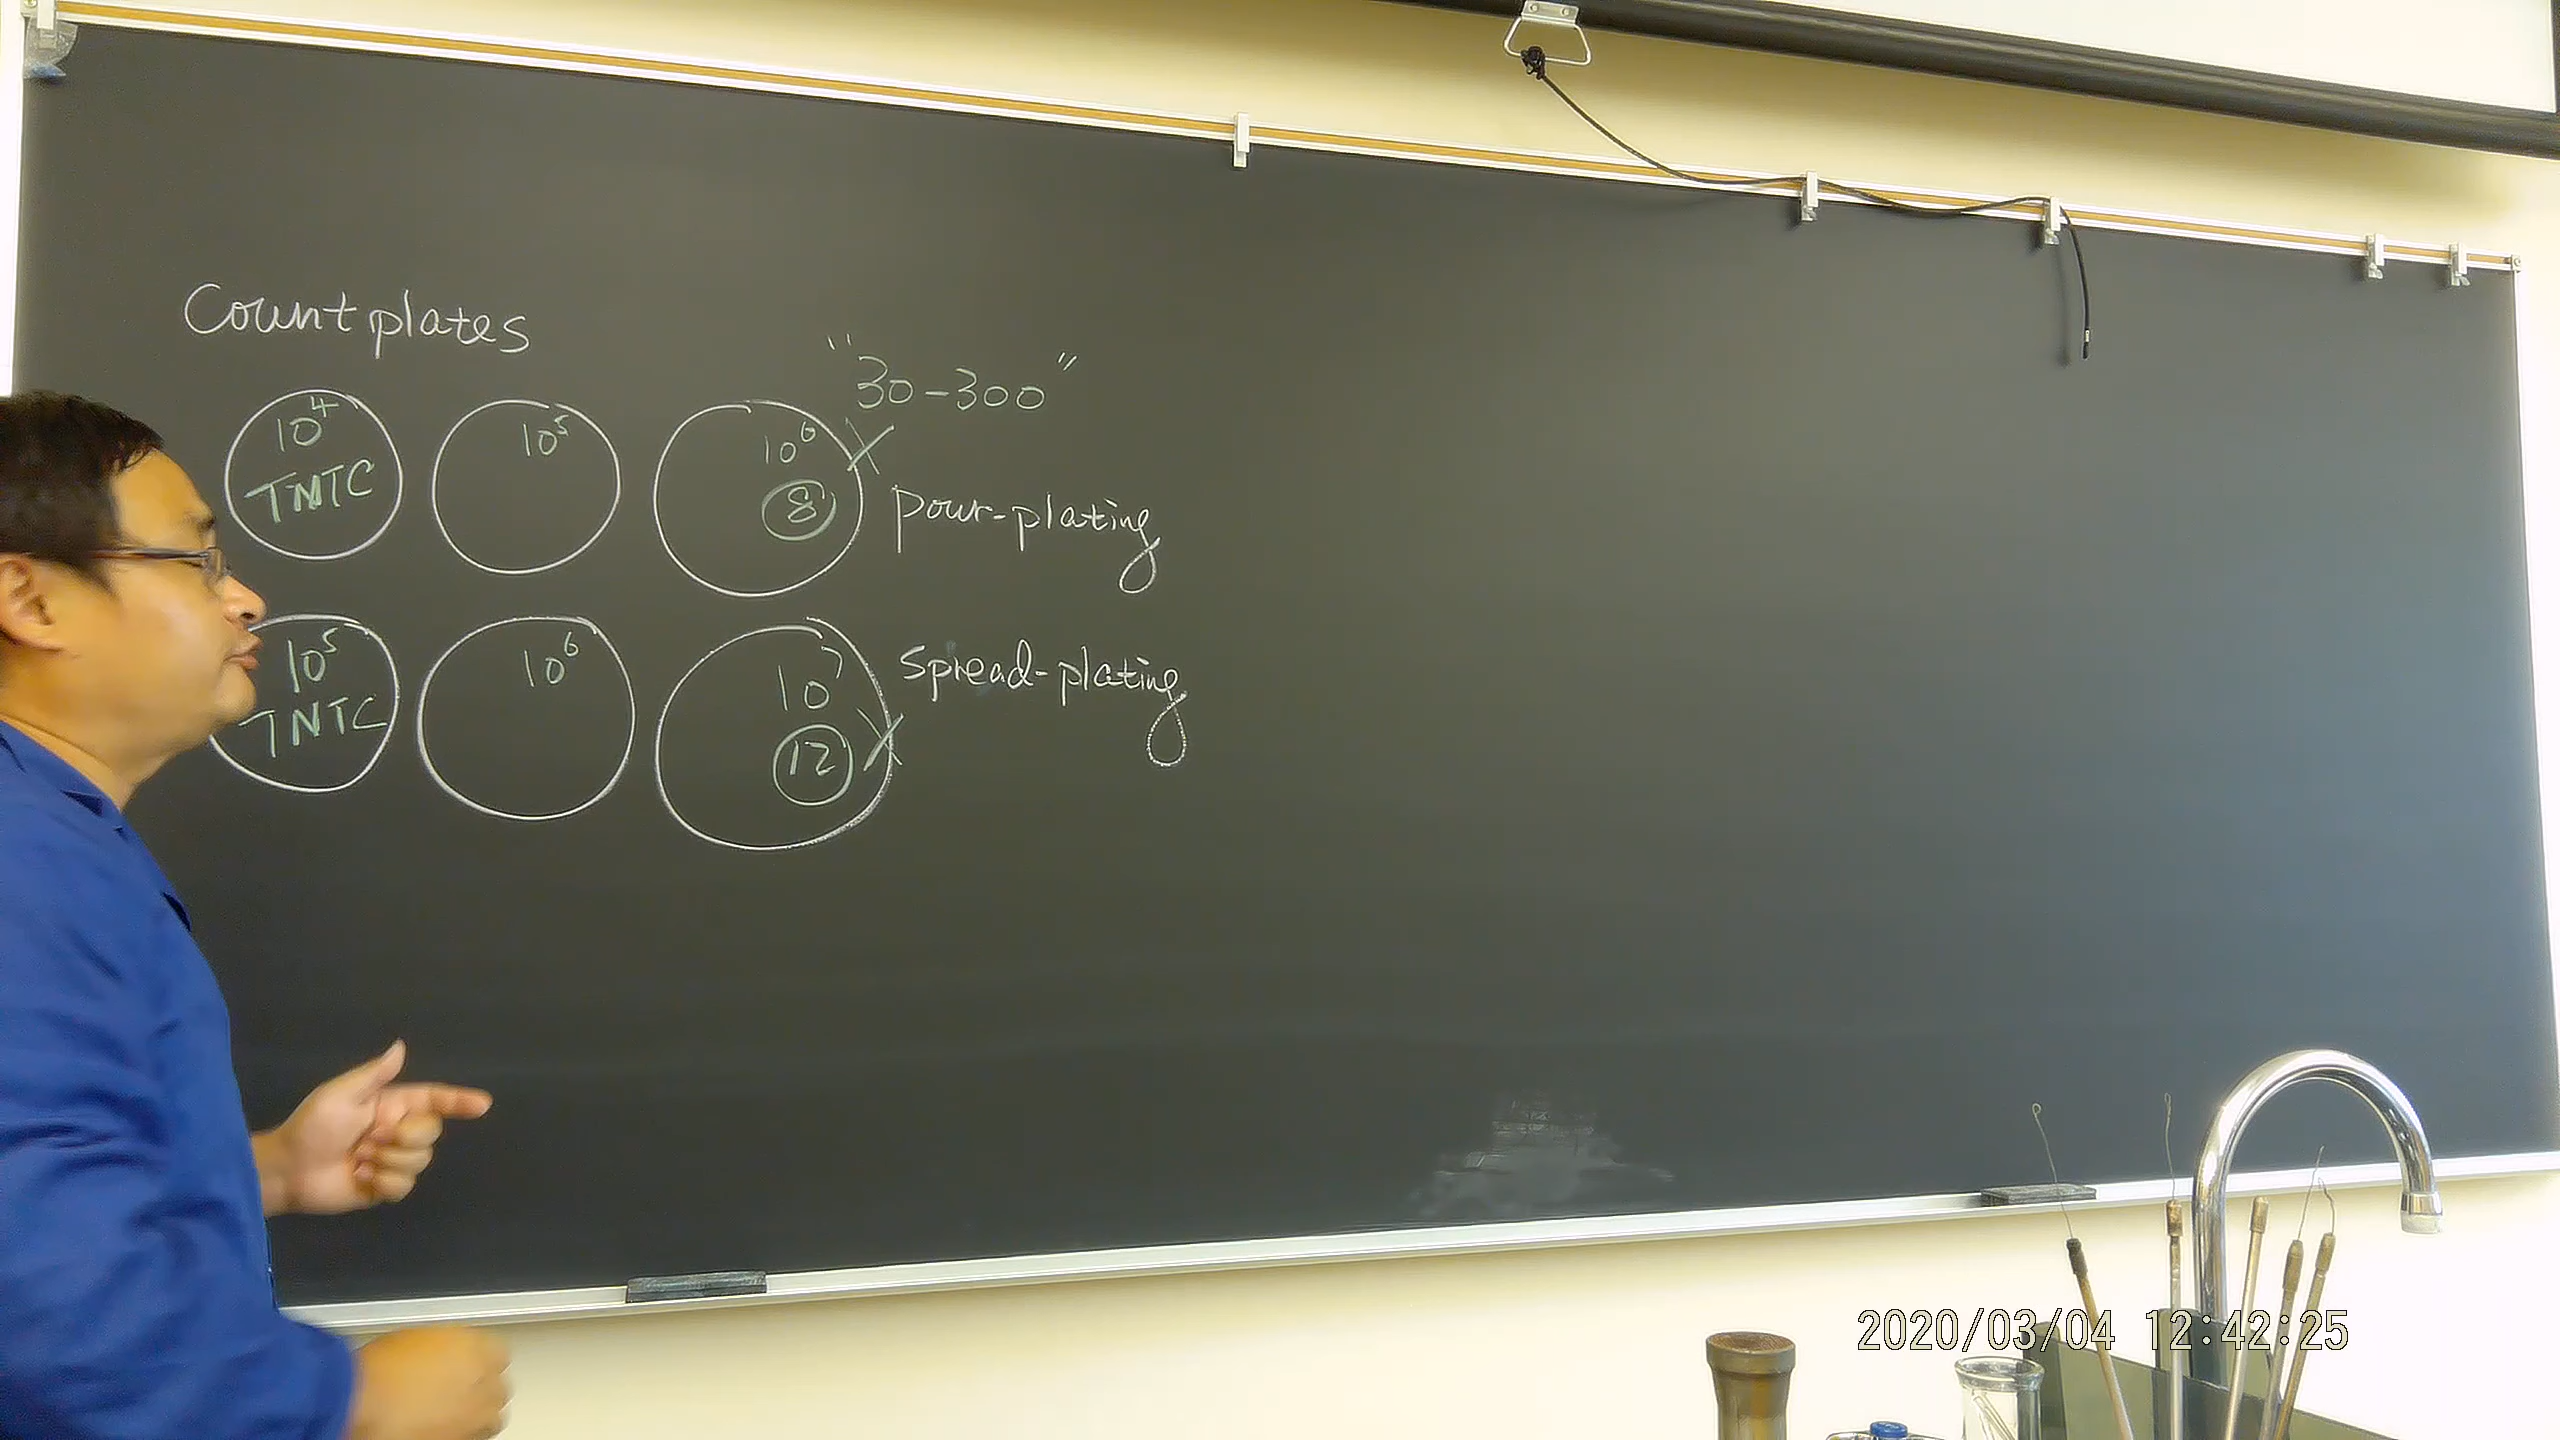 Count plates
"30-300"
10⁴ 10⁵ 10⁶ X
TNTC 8 pour-plating
10⁵ 10⁶ 10⁷ spread-plating
TNTC 12 X
2020/03/04 12:42:25